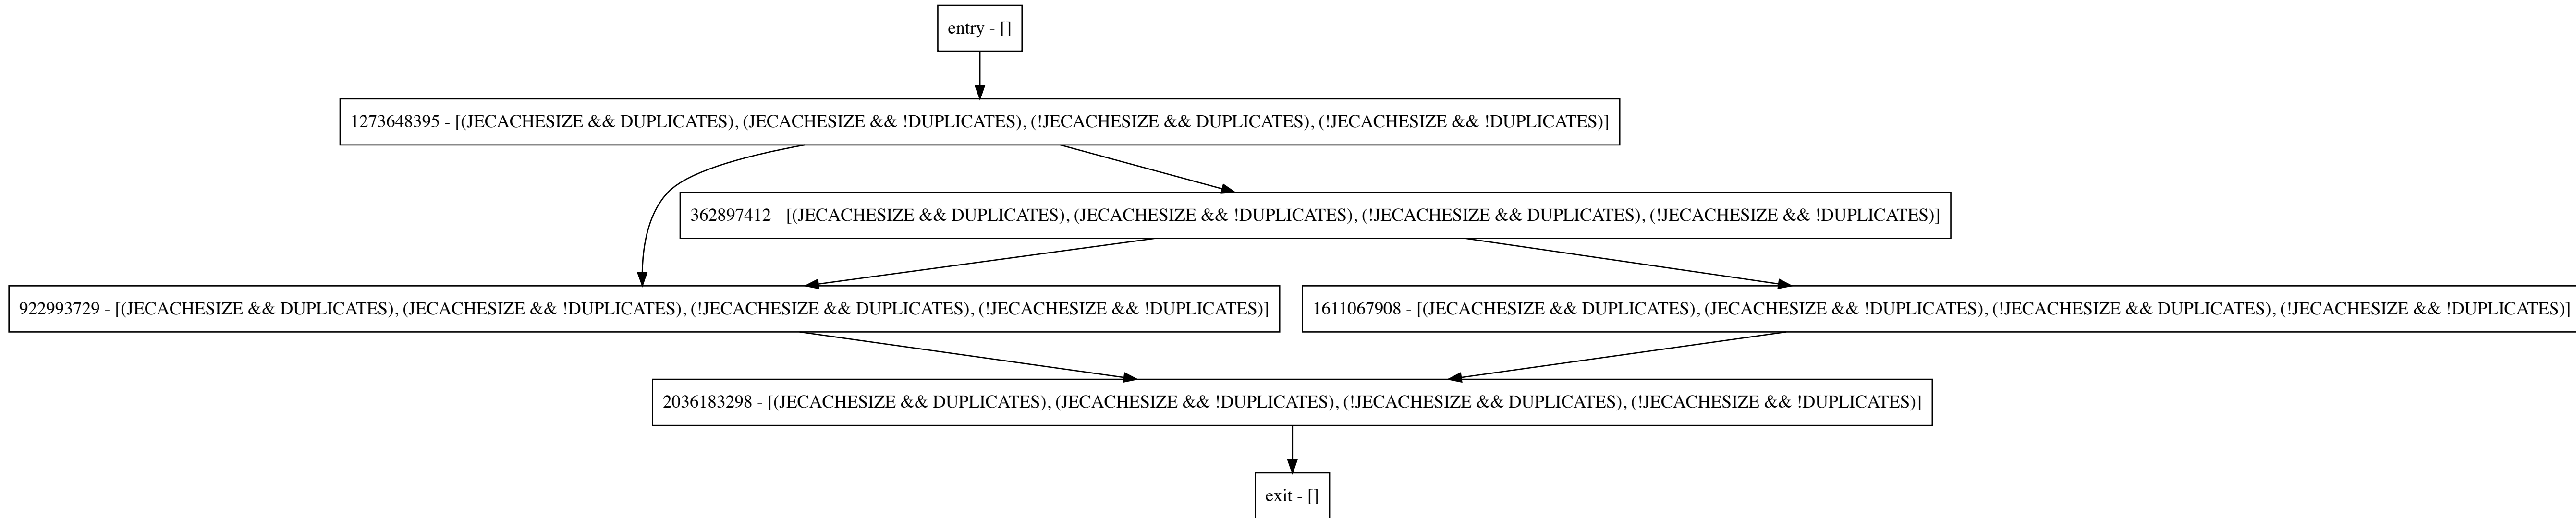 entry - []
1273648395 - [(JECACHESIZE && DUPLICATES), (JECACHESIZE && !DUPLICATES), (!JECACHESIZE && DUPLICATES), (!JECACHESIZE && !DUPLICATES)]
362897412 - [(JECACHESIZE && DUPLICATES), (JECACHESIZE && !DUPLICATES), (!JECACHESIZE && DUPLICATES), (!JECACHESIZE && !DUPLICATES)]
922993729 - [(JECACHESIZE && DUPLICATES), (JECACHESIZE && !DUPLICATES), (!JECACHESIZE && DUPLICATES), (!JECACHESIZE && !DUPLICATES)]
1611067908 - [(JECACHESIZE && DUPLICATES), (JECACHESIZE && !DUPLICATES), (!JECACHESIZE && DUPLICATES), (!JECACHESIZE && !DUPLICATES)]
2036183298 - [(JECACHESIZE && DUPLICATES), (JECACHESIZE && !DUPLICATES), (!JECACHESIZE && DUPLICATES), (!JECACHESIZE && !DUPLICATES)]
exit - []